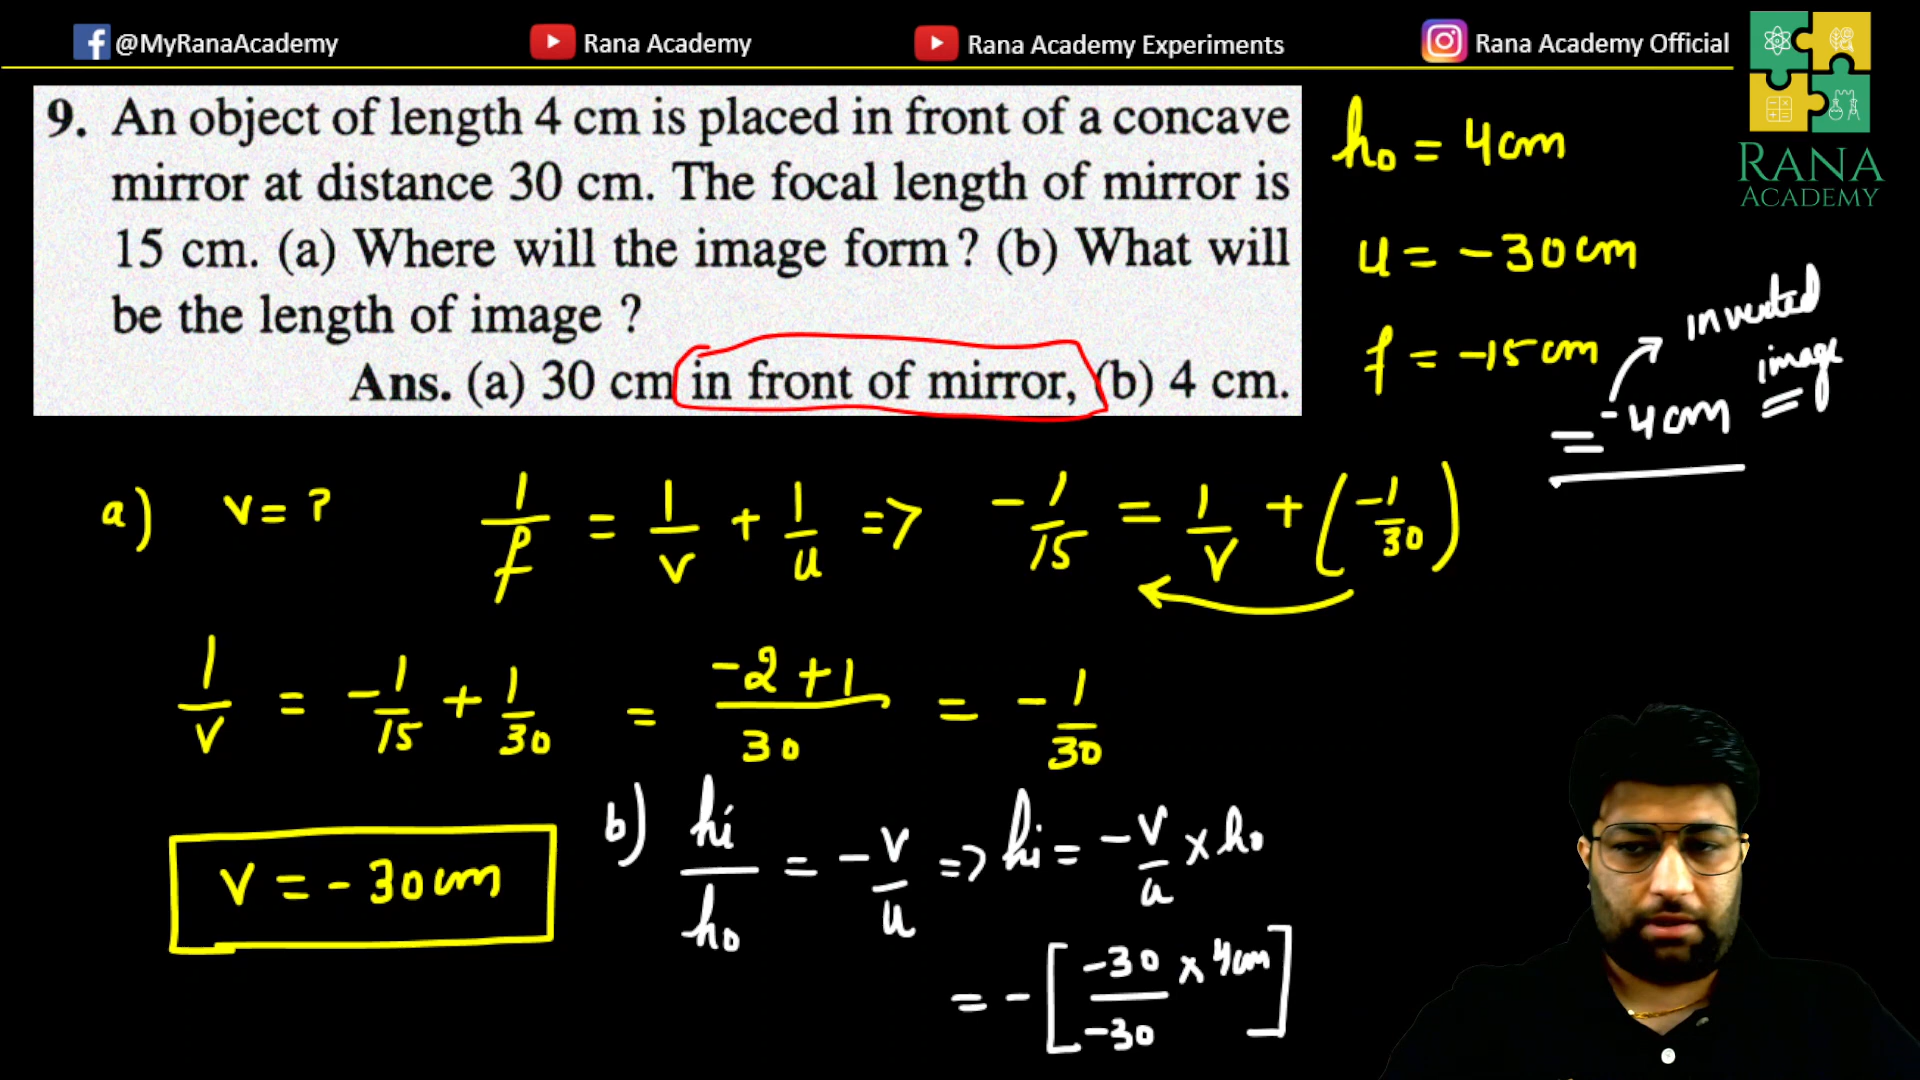 @MyRanaAcademy
Rana Academy
Rana Academy Experiments
Rana Academy Official
RANA
ACADEMY
9. An object of length 4 cm is placed in front of a concave
mirror at distance 30 cm. The focal length of mirror is
15 cm. (a) Where will the image form ? (b) What will
be the length of image ?
Ans. (a) 30 cm in front of mirror, (b) 4 cm.
h₀ = 4cm
u = -30cm
f = -15cm
= -4cm → inverted
image
a) v = ? 1/f = 1/v + 1/u => -1/15 = 1/v + (-1/30)
1/v = -1/15 + 1/30 = (-2+1)/30 = -1/30
v = -30cm
b) hi/h₀ = -v/u => hi = -v/u × h₀
= -[-30/-30 × 4cm]